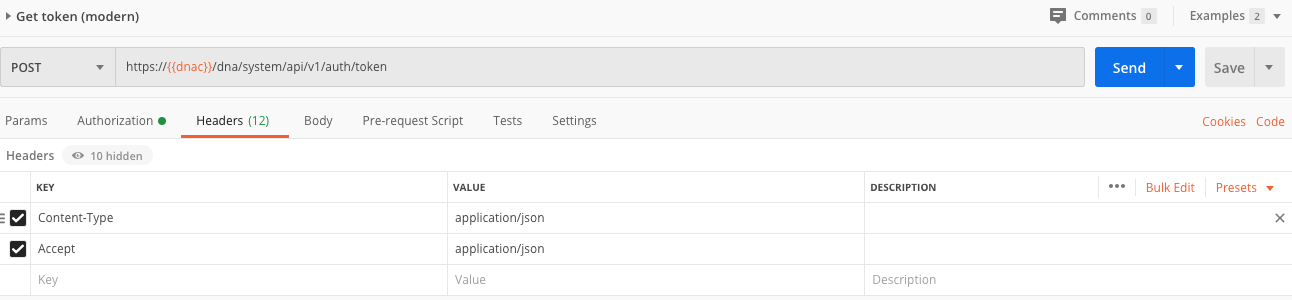 Get token (modern) Comments 0 Examples 2
POST https://{{dnac}}/dna/system/api/v1/auth/token Send Save
Params Authorization Headers (12) Body Pre-request Script Tests Settings Cookies Code
Headers 10 hidden
KEY VALUE DESCRIPTION ••• Bulk Edit Presets
Content-Type application/json
Accept application/json
Key Value Description